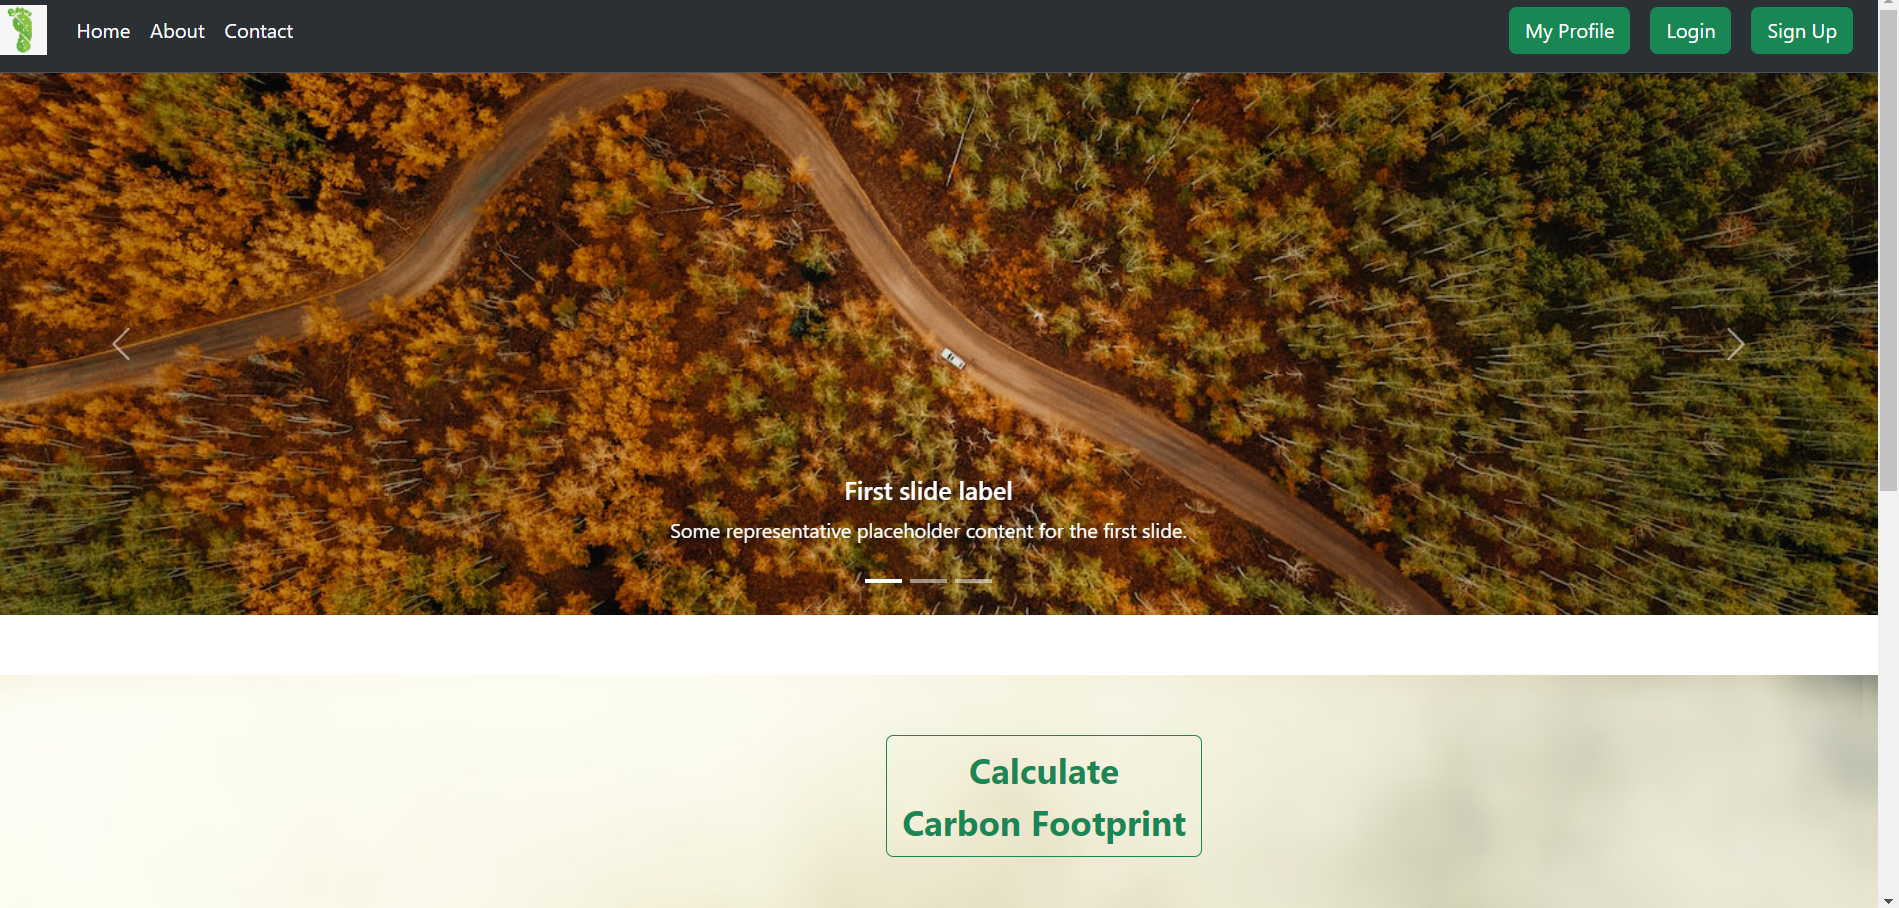 Home About Contact My Profile Login Sign Up
First slide label
Some representative placeholder content for the first slide.
Calculate
Carbon Footprint